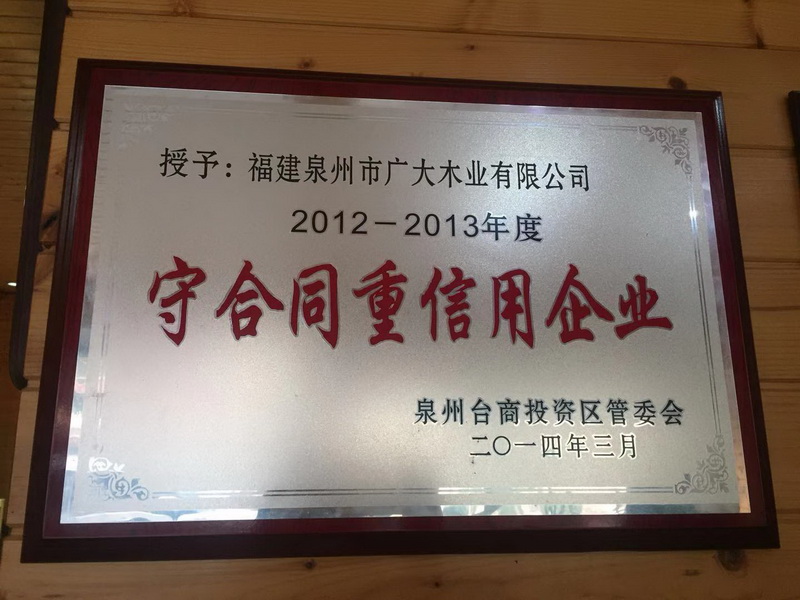 授予：福建泉州市广大木业有限公司
2012－2013年度
守合同重信用企业
泉州台商投资区管委会
二〇一四年三月